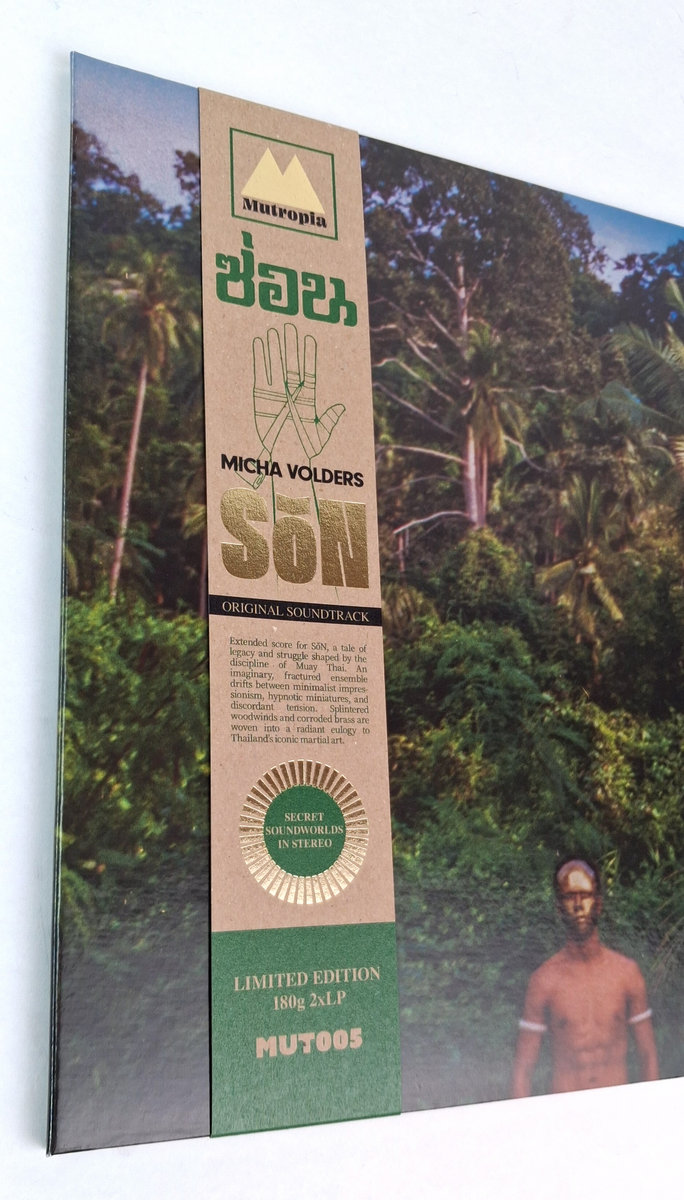 Mutropia
MICHA VOLDERS
SōN
ORIGINAL SOUNDTRACK
Extended score for SōN, a tale of
legacy and struggle shaped by the
discipline of Muay Thai. An
imaginary, fractured ensemble
drifts between minimalist impres-
sionism, hypnotic miniatures, and
discordant tension. Splintered
woodwinds and corroded brass are
woven into a radiant eulogy to
Thailand's iconic martial art.
SECRET
SOUNDWORLDS
IN STEREO
LIMITED EDITION
180g 2xLP
MUT005